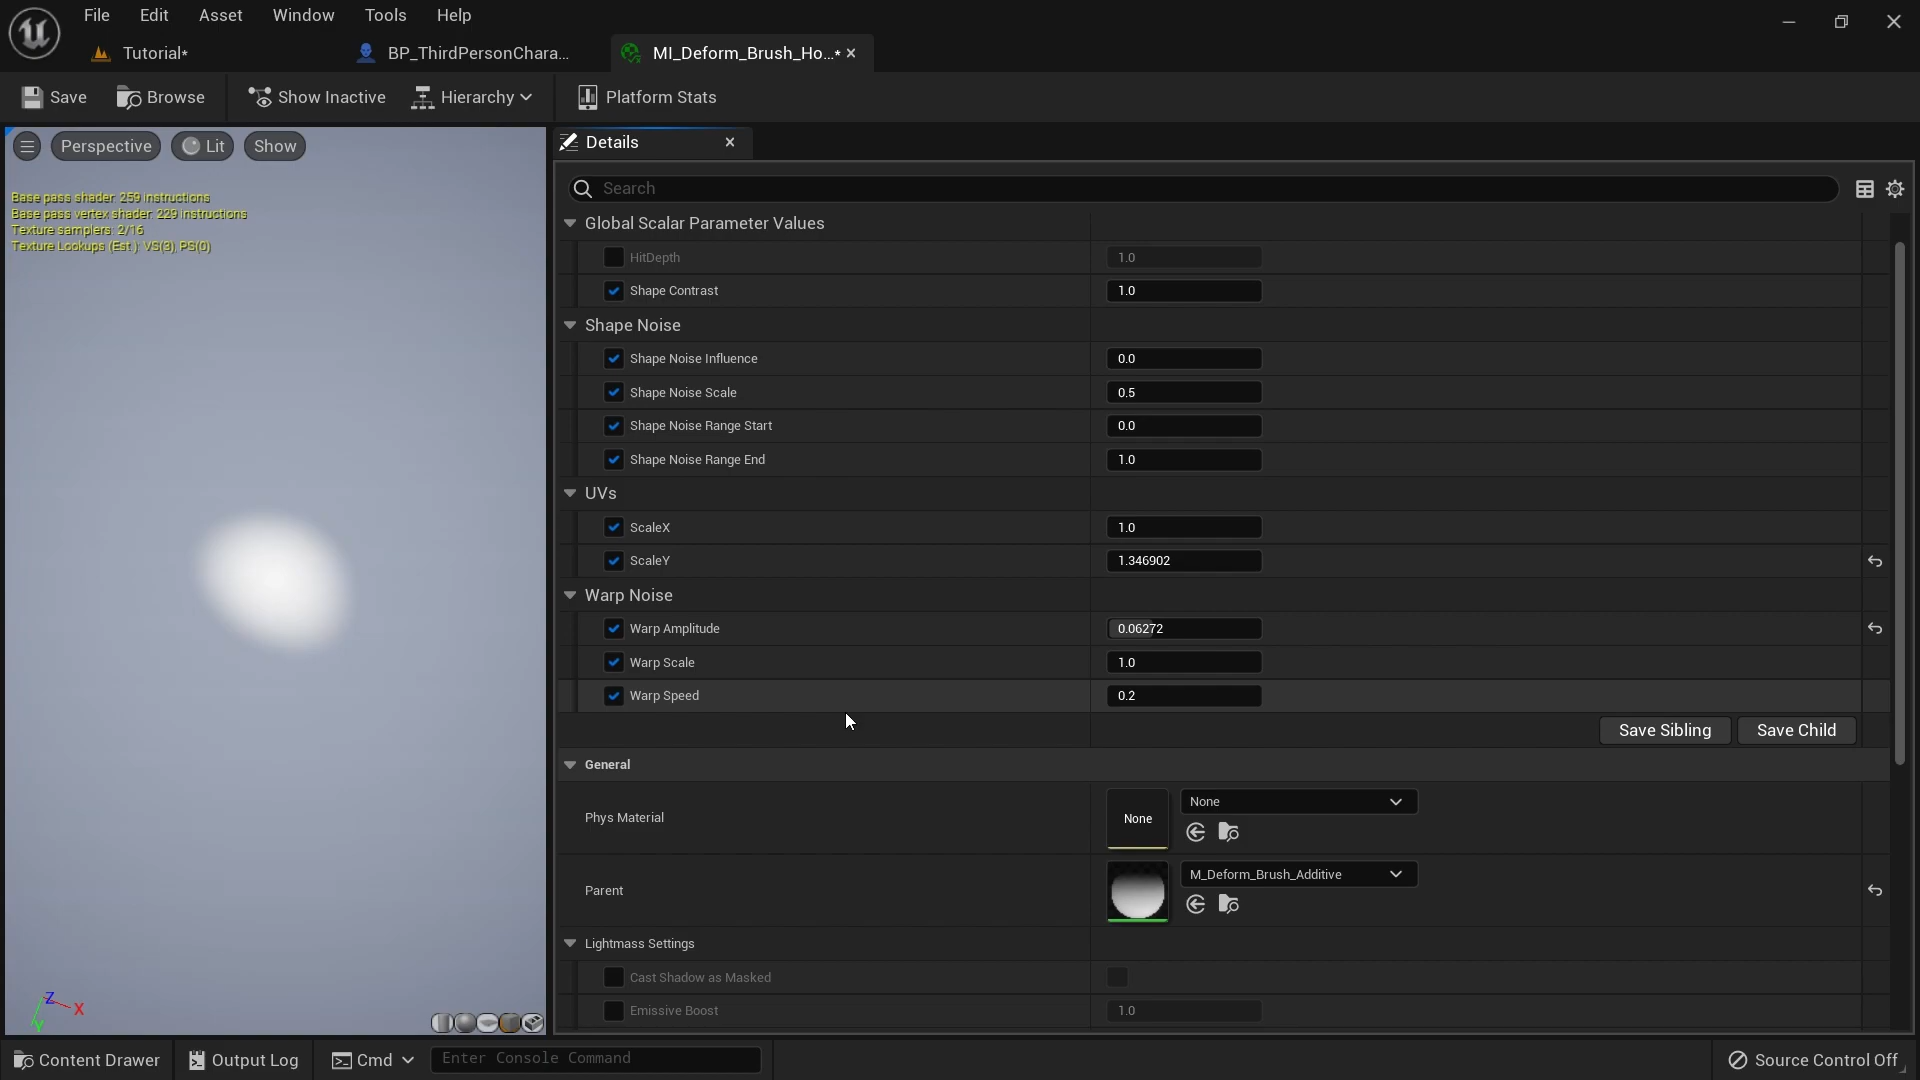 File Edit Asset Window Tools Help
Tutorial* BP_ThirdPersonChara... MI_Deform_Brush_Ho...*
Save Browse Show Inactive Hierarchy Platform Stats
Perspective Lit Show
Base pass shader: 259 instructions
Base pass vertex shader: 229 instructions
Texture samplers: 2/16
Texture Lookups (Est.): VS(3), PS(0)
Z X
Y
Details
Search
Global Scalar Parameter Values
HitDepth 1.0
Shape Contrast 1.0
Shape Noise
Shape Noise Influence 0.0
Shape Noise Scale 0.5
Shape Noise Range Start 0.0
Shape Noise Range End 1.0
UVs
ScaleX 1.0
ScaleY 1.346902
Warp Noise
Warp Amplitude 0.06272
Warp Scale 1.0
Warp Speed 0.2
Save Sibling Save Child
General
Phys Material None None
Parent M_Deform_Brush_Additive
Lightmass Settings
Cast Shadow as Masked
Emissive Boost 1.0
Content Drawer Output Log Cmd Enter Console Command Source Control Off